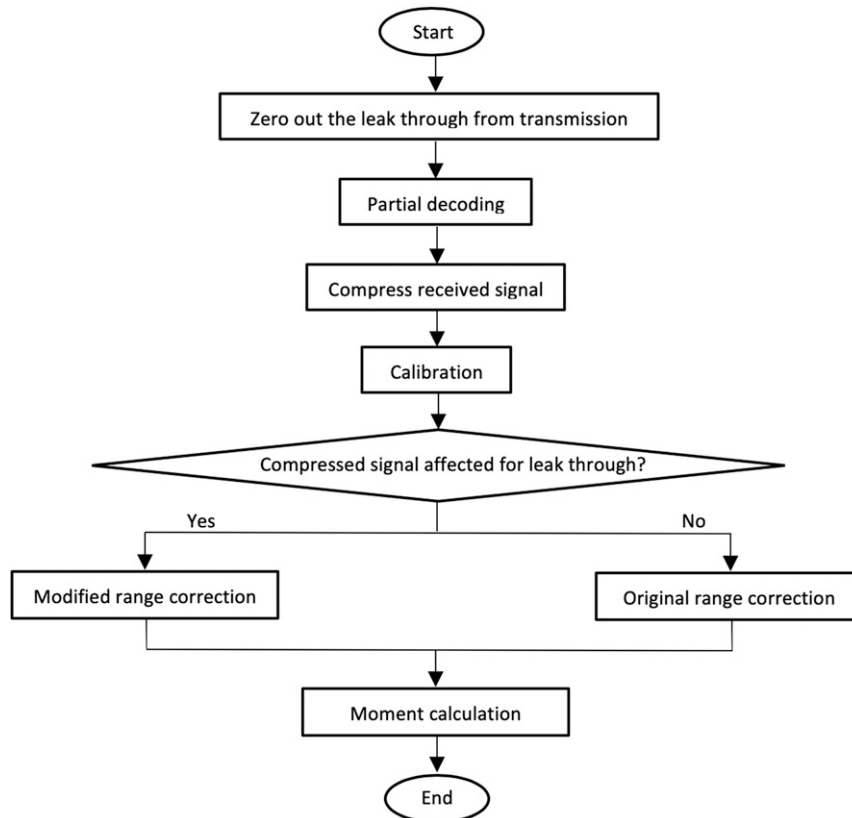 Start
Zero out the leak through from transmission
Partial decoding
Compress received signal
Calibration
Compressed signal affected for leak through?
Yes
No
Modified range correction
Original range correction
Moment calculation
End